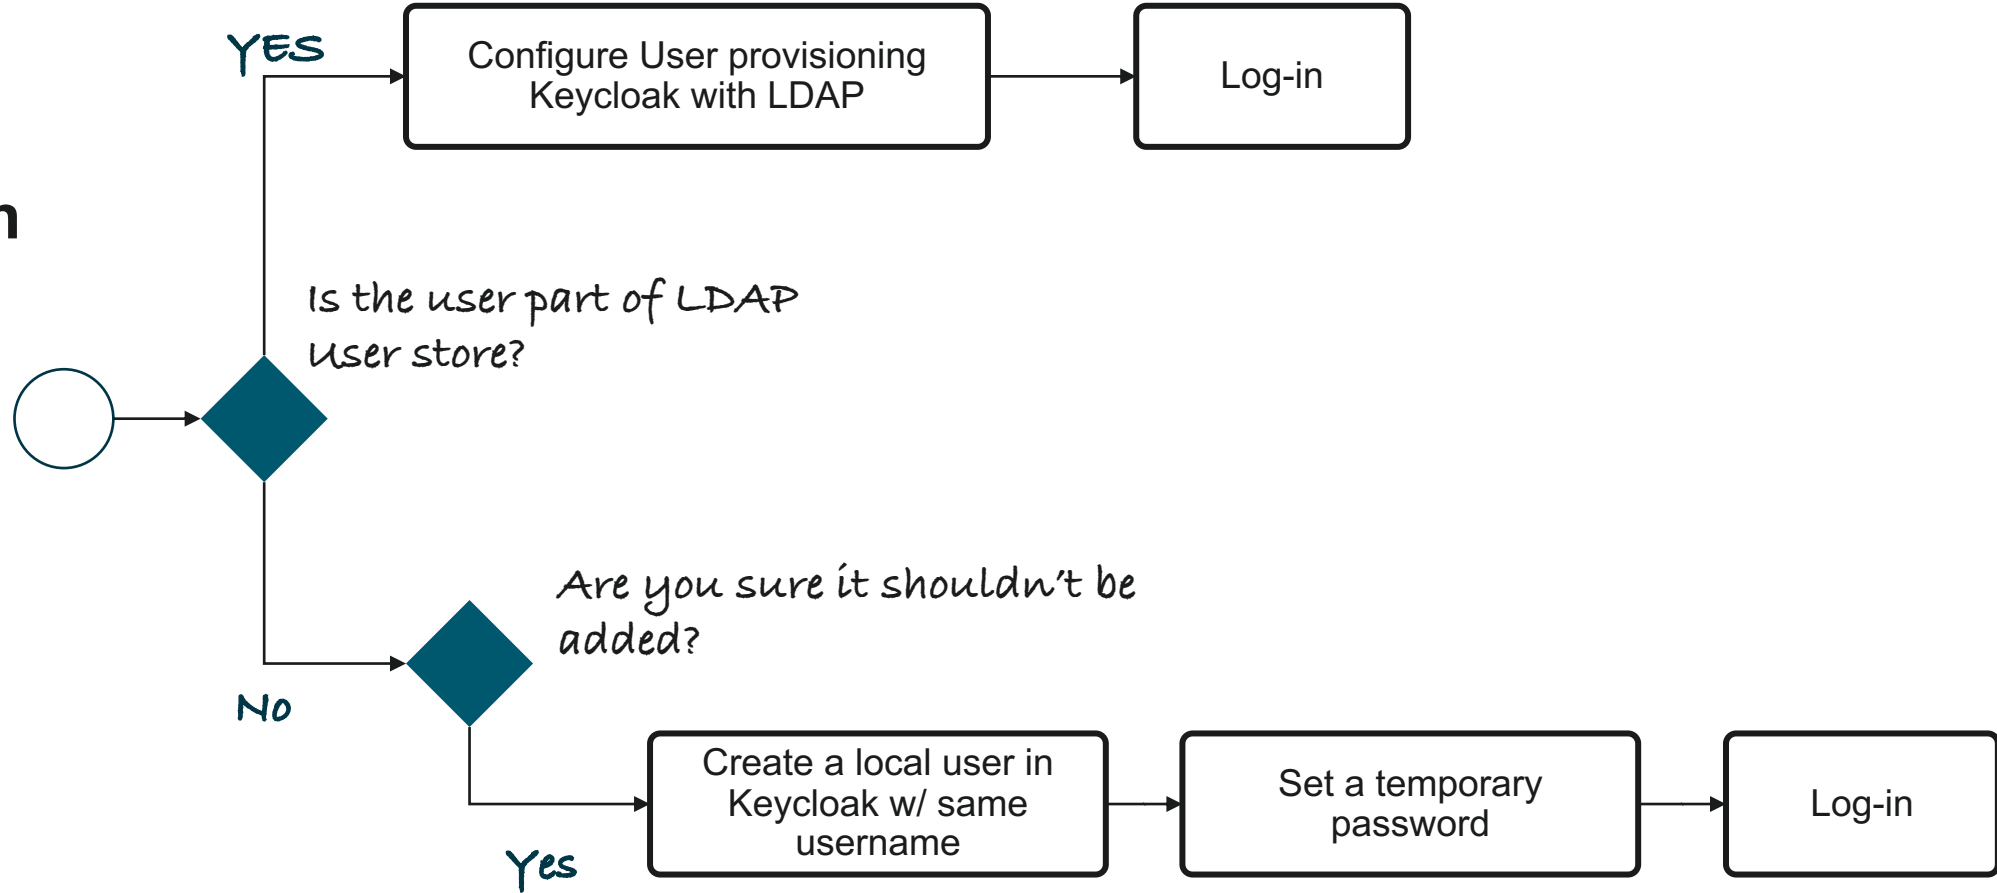 YES
Configure User provisioning
Keycloak with LDAP
Log-in
Is the user part of LDAP
User store?
Are you sure it shouldn't be
added?
No
Create a local user in
Keycloak w/ same
username
Set a temporary
password
Log-in
Yes